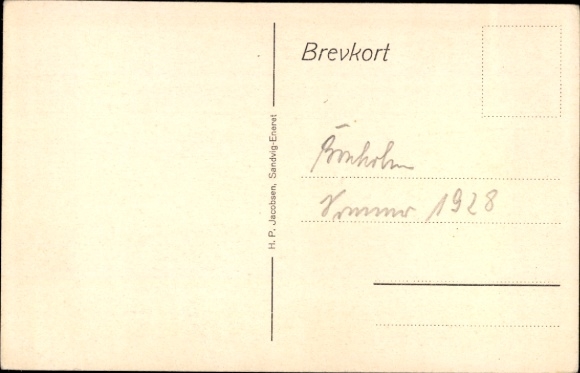 Brevkort
H. P. Jacobsen, Sandvig-Eneret
Bornholm
Sommer 1928